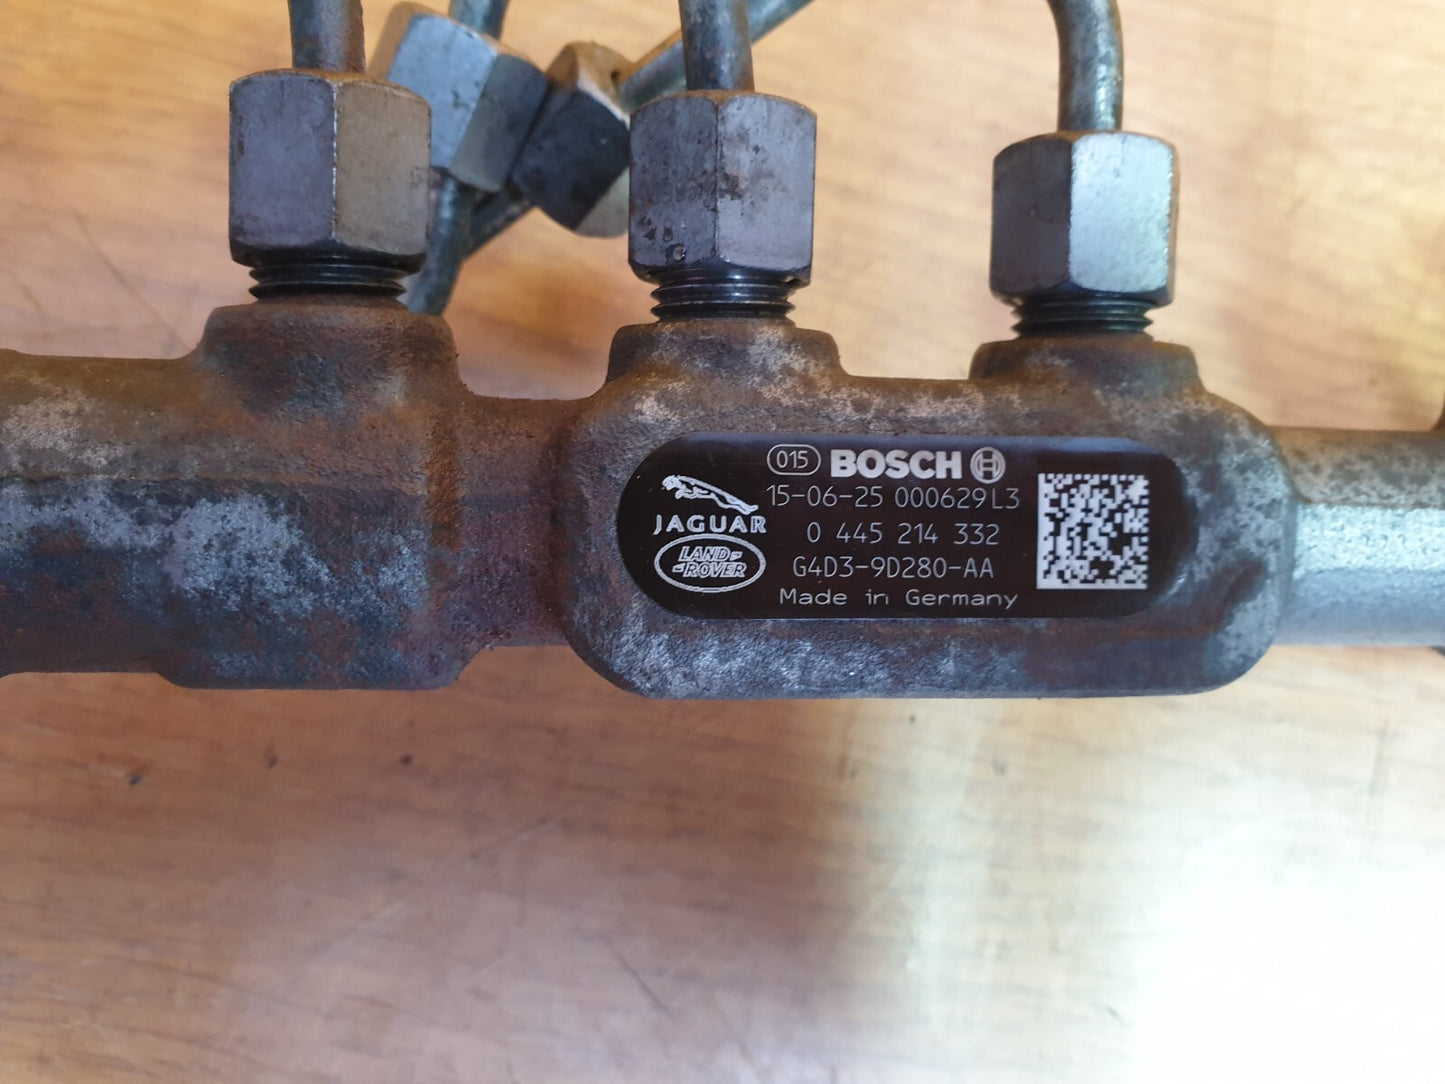 015 BOSCH
15-06-25 000629L3
JAGUAR
0 445 214 332
LAND-
-ROVER
G4D3-9D280-AA
Made in Germany